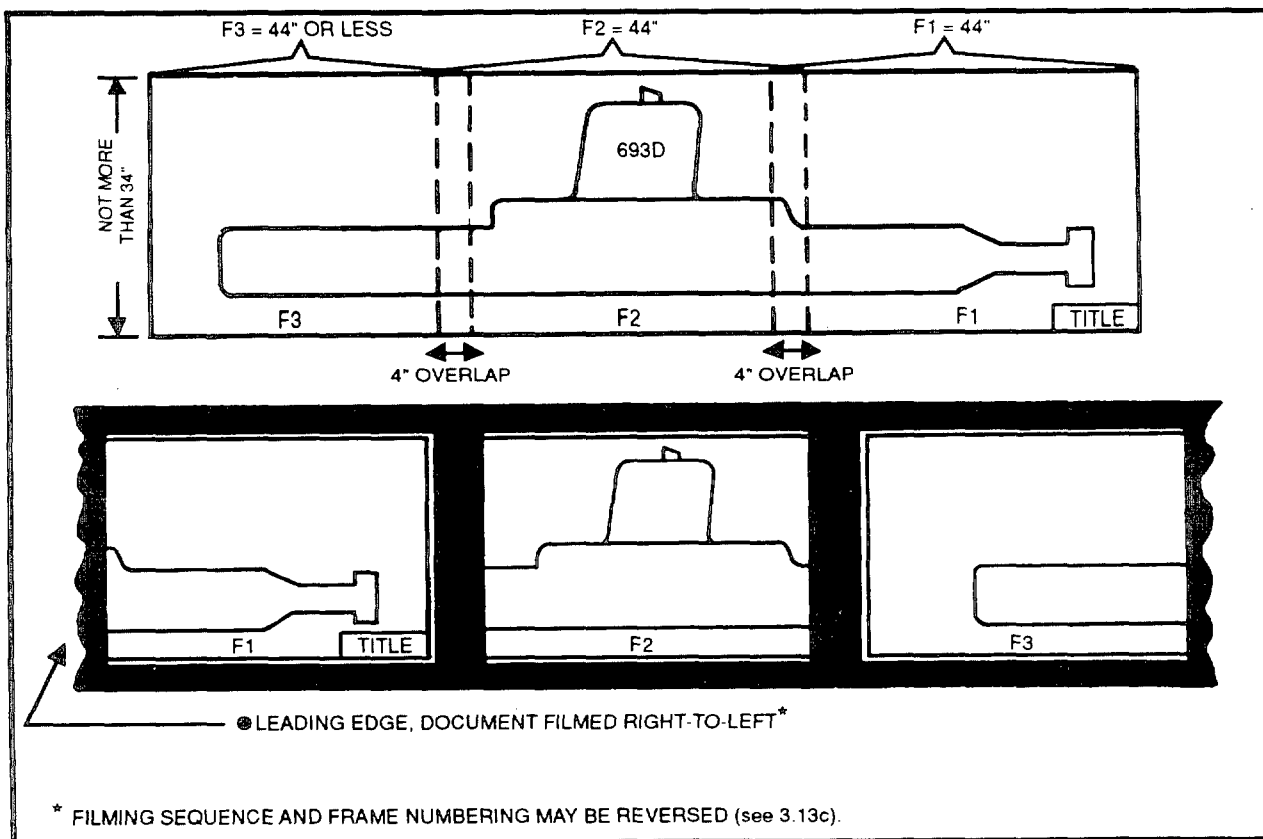 F3 = 44" OR LESS
F2 = 44"
F1 = 44"
NOT MORE
THAN 34"
693D
F3
F2
F1
TITLE
4" OVERLAP
4" OVERLAP
F1
TITLE
F2
F3
LEADING EDGE, DOCUMENT FILMED RIGHT-TO-LEFT*
* FILMING SEQUENCE AND FRAME NUMBERING MAY BE REVERSED (see 3.13c).